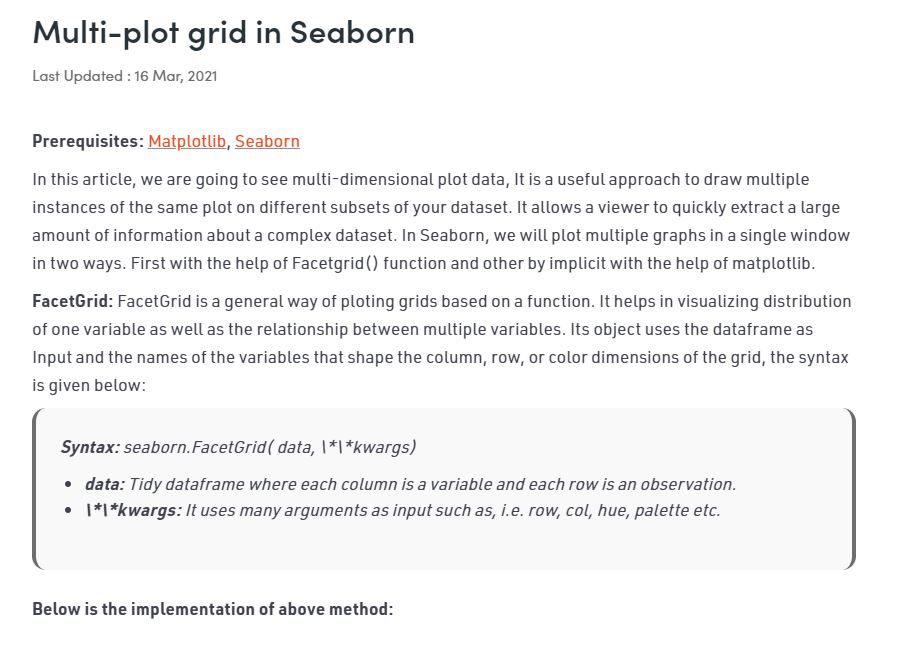 Multi-plot grid in Seaborn
Last Updated : 16 Mar, 2021
Prerequisites: Matplotlib, Seaborn
In this article, we are going to see multi-dimensional plot data, It is a useful approach to draw multiple
instances of the same plot on different subsets of your dataset. It allows a viewer to quickly extract a large
amount of information about a complex dataset. In Seaborn, we will plot multiple graphs in a single window
in two ways. First with the help of Facetgrid() function and other by implicit with the help of matplotlib.
FacetGrid: FacetGrid is a general way of ploting grids based on a function. It helps in visualizing distribution
of one variable as well as the relationship between multiple variables. Its object uses the dataframe as
Input and the names of the variables that shape the column, row, or color dimensions of the grid, the syntax
is given below:
Syntax: seaborn.FacetGrid( data, \*\*kwargs)
• data: Tidy dataframe where each column is a variable and each row is an observation.
• \*\*kwargs: It uses many arguments as input such as, i.e. row, col, hue, palette etc.
Below is the implementation of above method: